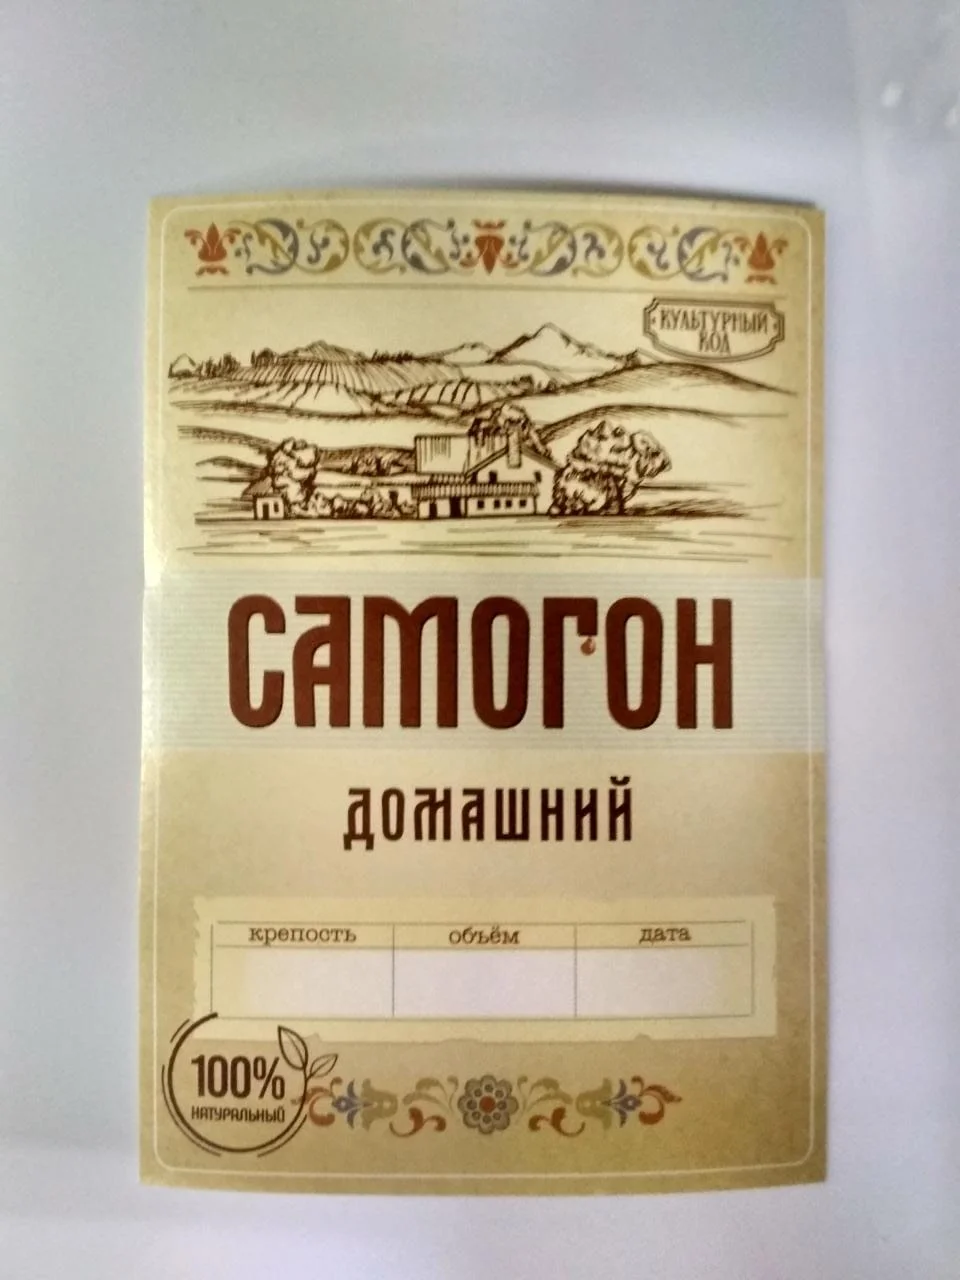 КУЛЬТУРНЫЙ
КОД
САМОГОН
ДОМАШНИЙ
крепость объём дата
100%
НАТУРАЛЬНЫЙ